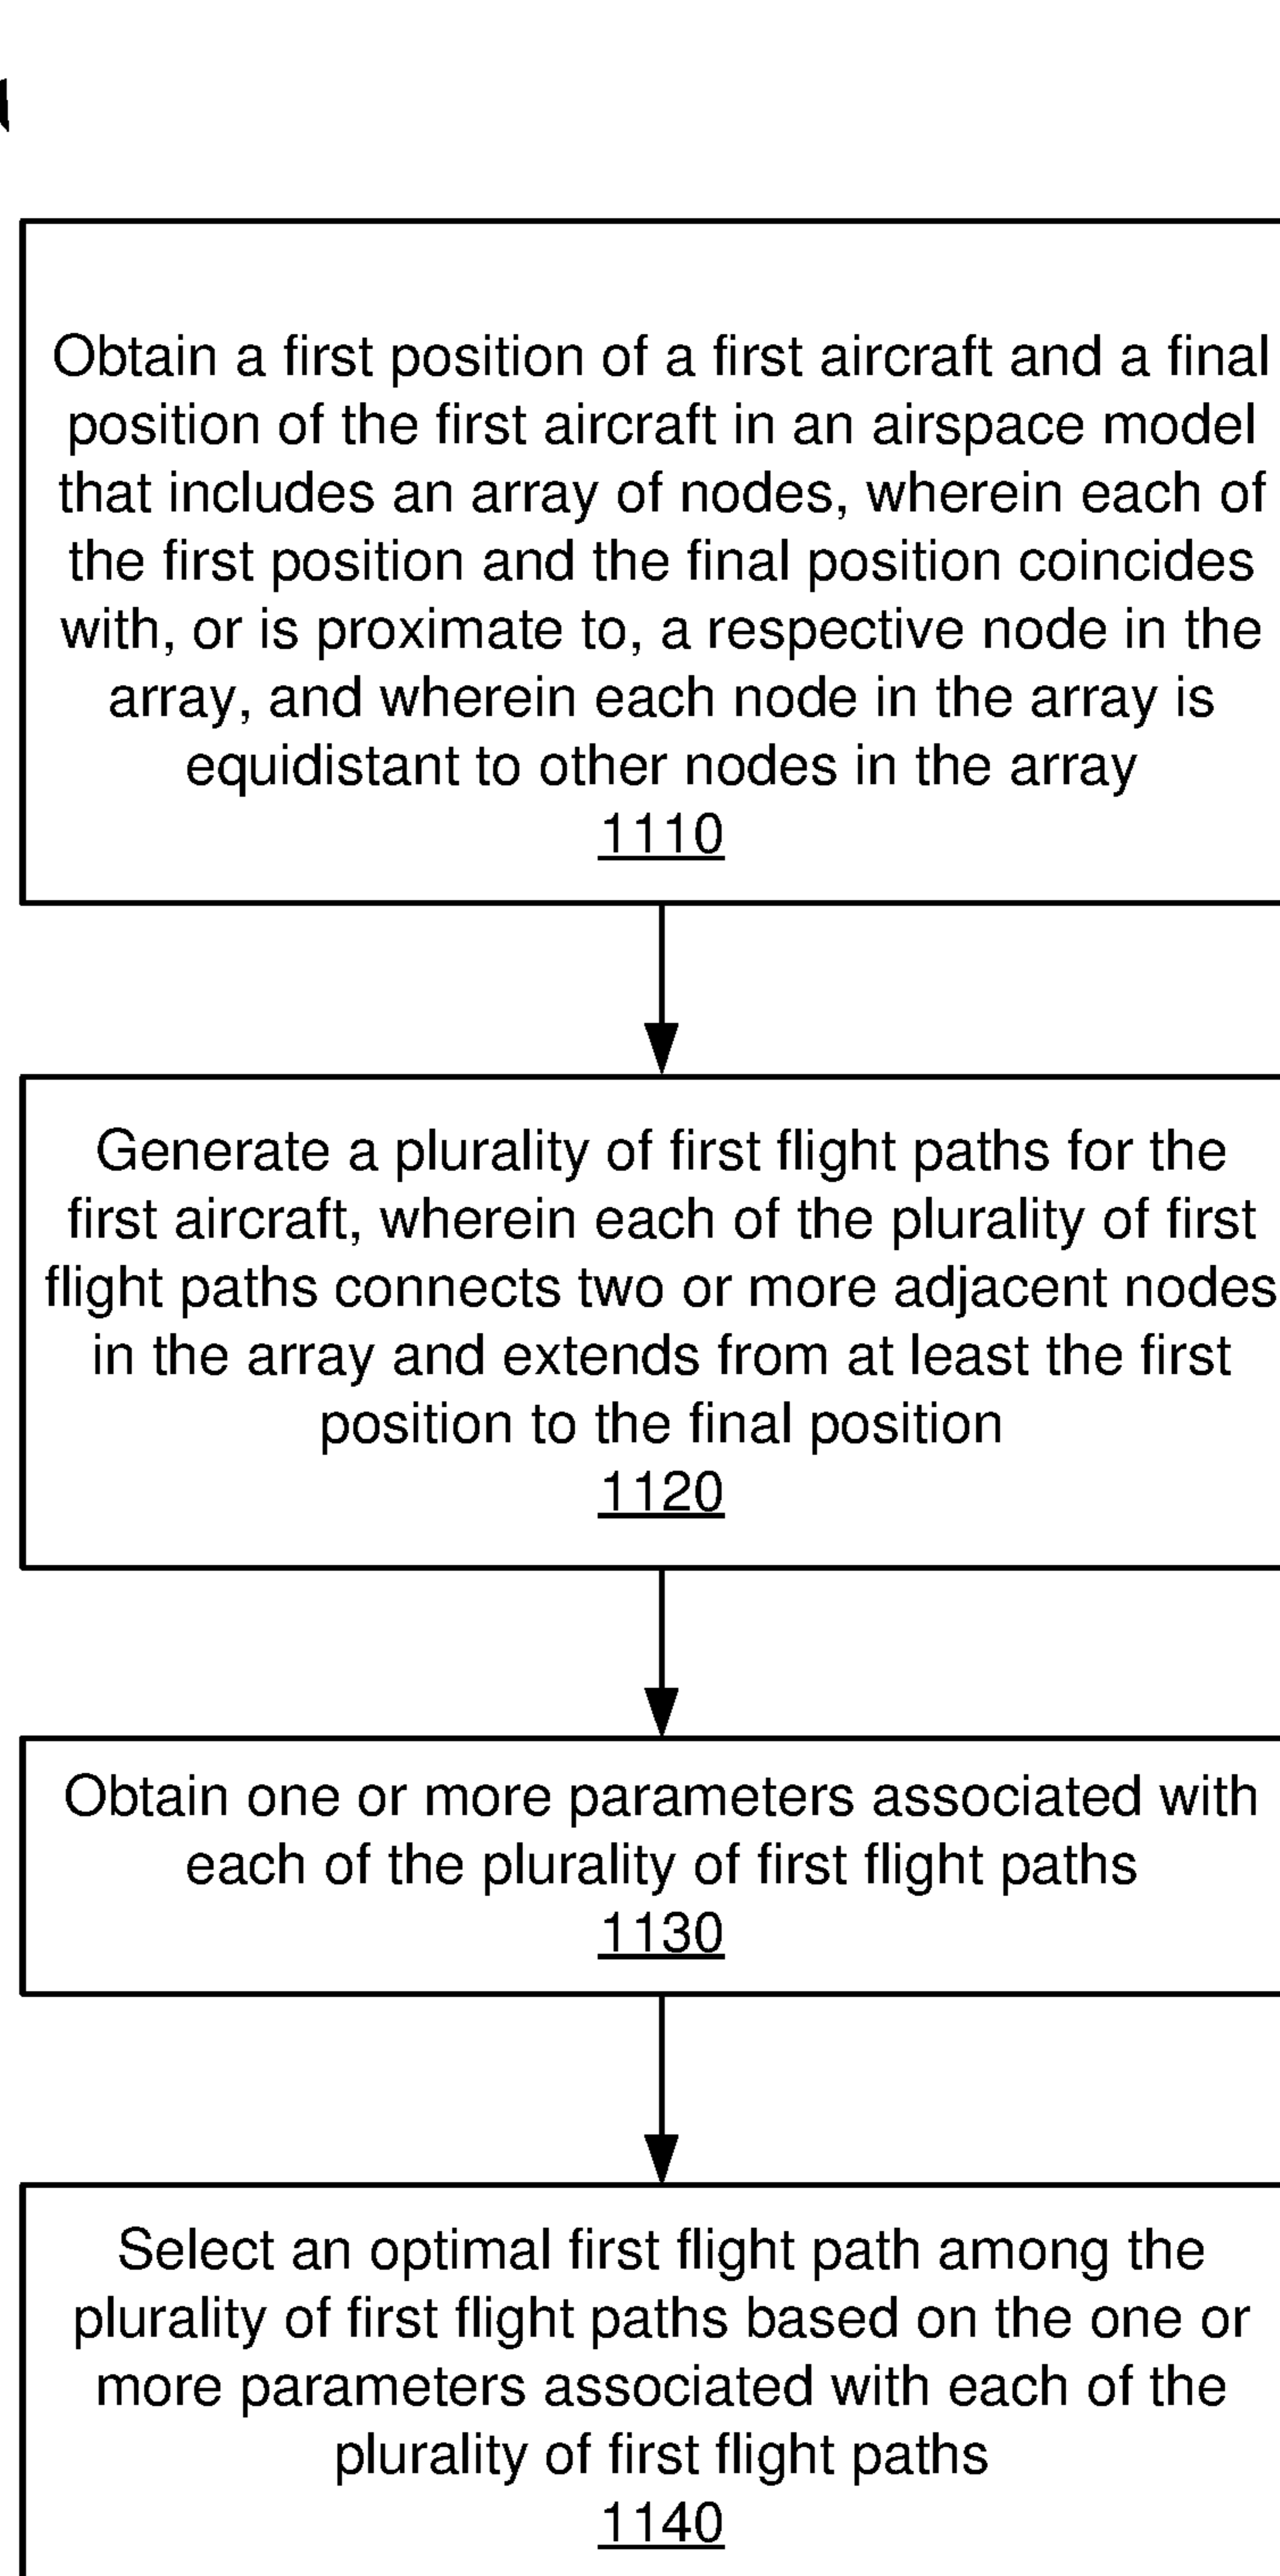 Obtain a first position of a first aircraft and a final
position of the first aircraft in an airspace model
that includes an array of nodes, wherein each of
the first position and the final position coincides
with, or is proximate to, a respective node in the
array, and wherein each node in the array is
equidistant to other nodes in the array
1110
Generate a plurality of first flight paths for the
first aircraft, wherein each of the plurality of first
flight paths connects two or more adjacent nodes
in the array and extends from at least the first
position to the final position
1120
Obtain one or more parameters associated with
each of the plurality of first flight paths
1130
Select an optimal first flight path among the
plurality of first flight paths based on the one or
more parameters associated with each of the
plurality of first flight paths
1140